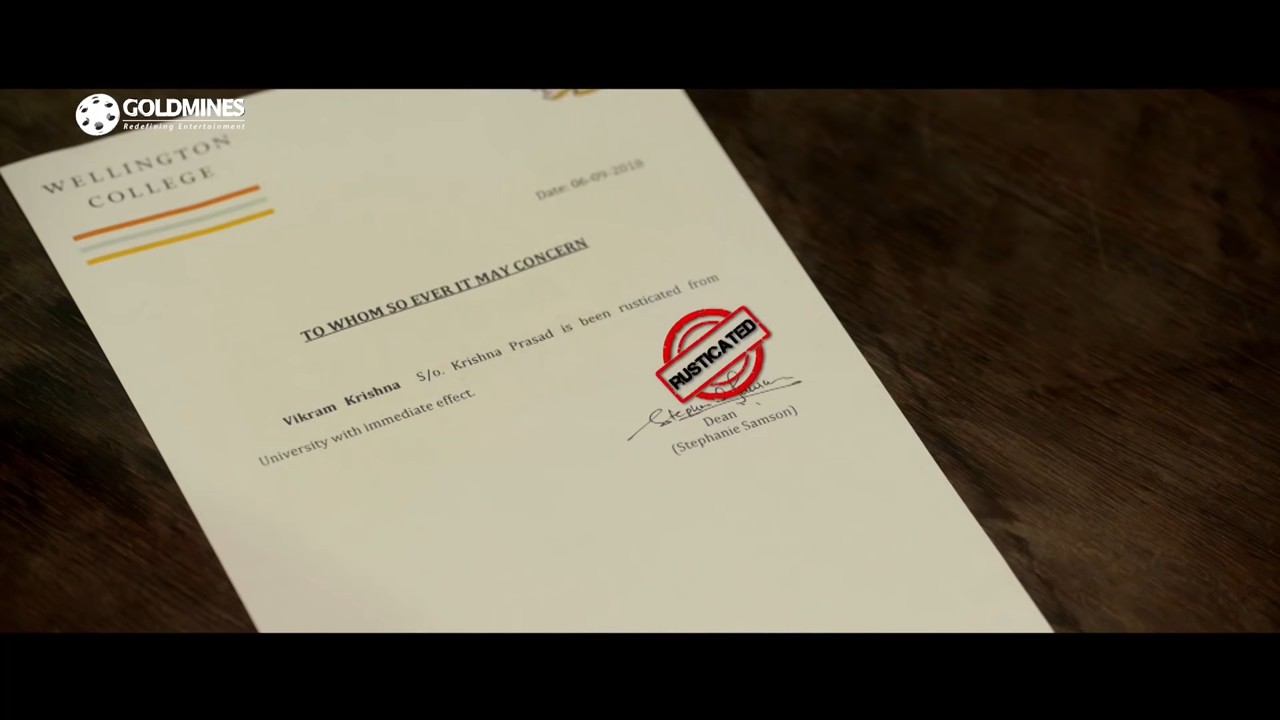 GOLDMINES
Redefining Entertainment
WELLINGTON
COLLEGE
Date: 06-09-2018
TO WHOM SO EVER IT MAY CONCERN
Vikram Krishna S/o. Krishna Prasad is been rusticated from
University with immediate effect.
RUSTICATED
Dean
(Stephanie Samson)